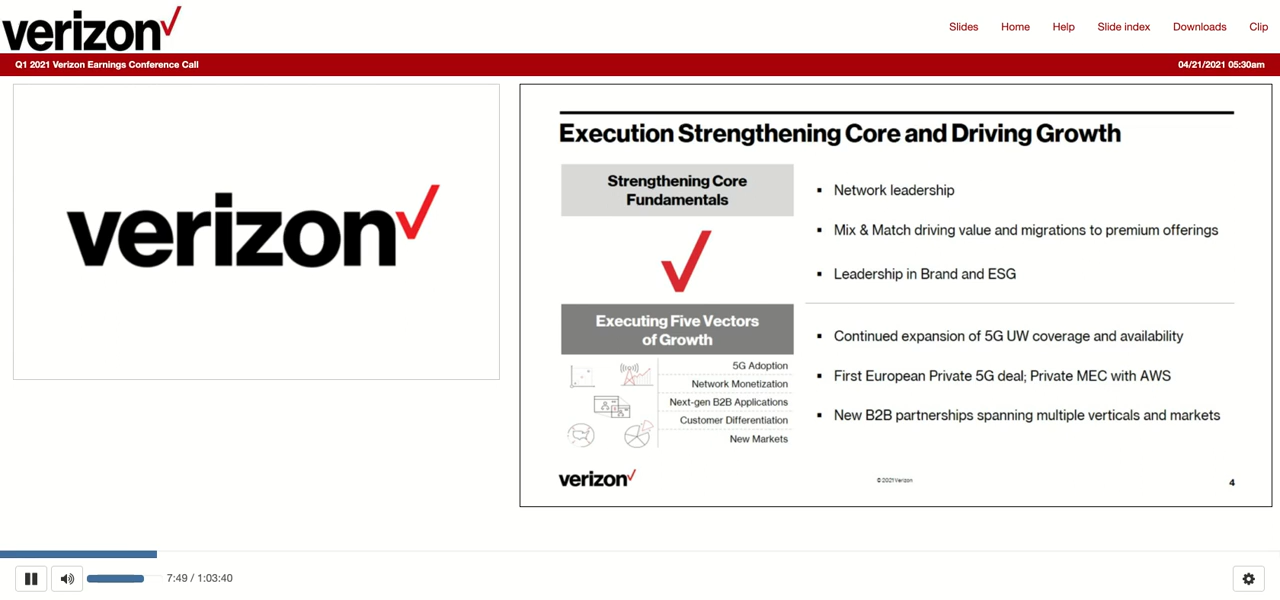 verizon
Slides Home Help Slide index Downloads Clip
Q1 2021 Verizon Earnings Conference Call
04/21/2021 05:30am
verizon
Execution Strengthening Core and Driving Growth
Strengthening Core
Fundamentals
▪ Network leadership
▪ Mix & Match driving value and migrations to premium offerings
▪ Leadership in Brand and ESG
Executing Five Vectors
of Growth
5G Adoption
Network Monetization
Next-gen B2B Applications
Customer Differentiation
New Markets
▪ Continued expansion of 5G UW coverage and availability
▪ First European Private 5G deal; Private MEC with AWS
▪ New B2B partnerships spanning multiple verticals and markets
verizon
© 2021 Verizon
4
7:49 / 1:03:40